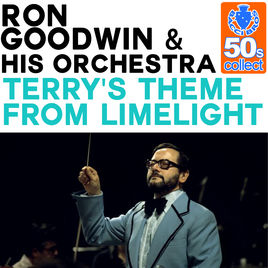 RON
GOODWIN &
HIS ORCHESTRA
TERRY'S THEME
FROM LIMELIGHT
50s
collect